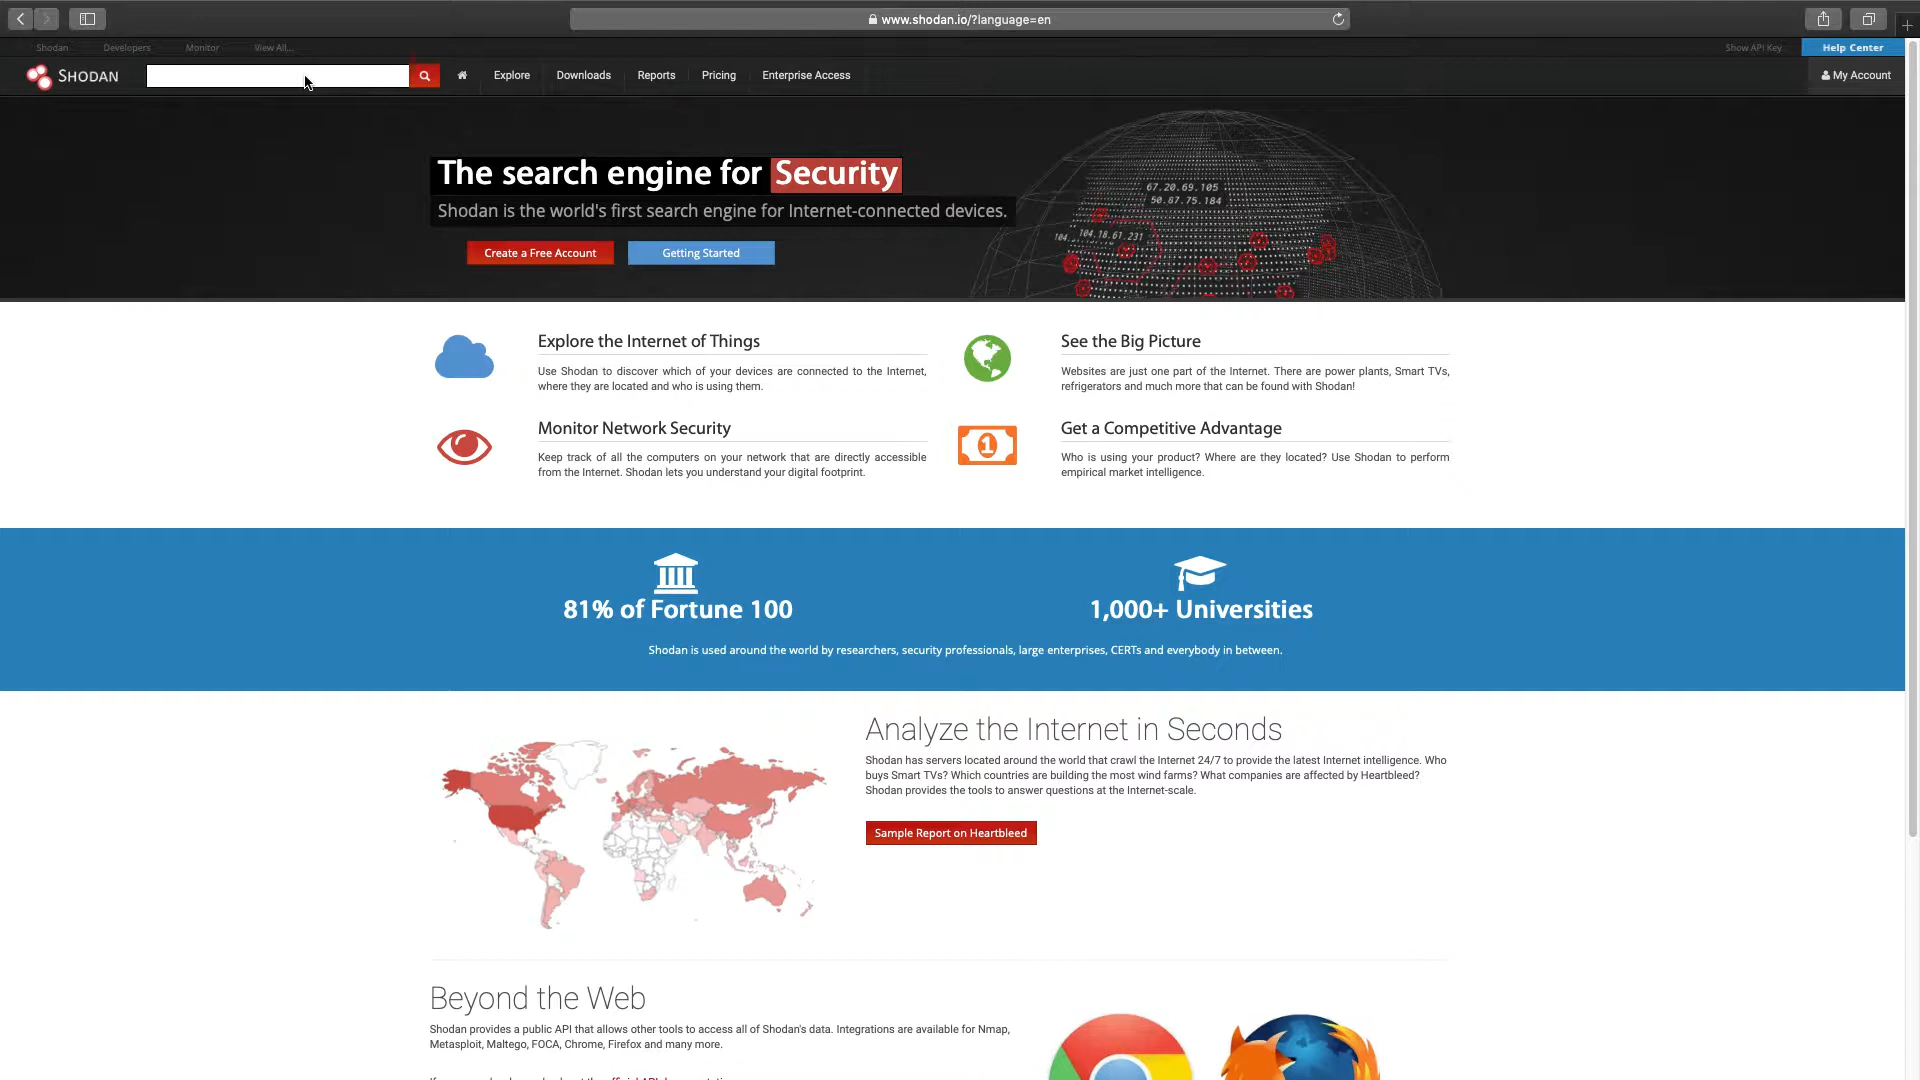 www.shodan.io/?language=en
Shodan Developers Monitor View All... Show API Key Help Center
SHODAN Explore Downloads Reports Pricing Enterprise Access My Account
The search engine for Security
Shodan is the world's first search engine for Internet-connected devices.
Create a Free Account Getting Started
67.20.69.105
50.87.75.184
104.18.61.231
Explore the Internet of Things
Use Shodan to discover which of your devices are connected to the Internet,
where they are located and who is using them.
See the Big Picture
Websites are just one part of the Internet. There are power plants, Smart TVs,
refrigerators and much more that can be found with Shodan!
Monitor Network Security
Keep track of all the computers on your network that are directly accessible
from the Internet. Shodan lets you understand your digital footprint.
1
Get a Competitive Advantage
Who is using your product? Where are they located? Use Shodan to perform
empirical market intelligence.
81% of Fortune 100
1,000+ Universities
Shodan is used around the world by researchers, security professionals, large enterprises, CERTs and everybody in between.
Analyze the Internet in Seconds
Shodan has servers located around the world that crawl the Internet 24/7 to provide the latest Internet intelligence. Who
buys Smart TVs? Which countries are building the most wind farms? What companies are affected by Heartbleed?
Shodan provides the tools to answer questions at the Internet-scale.
Sample Report on Heartbleed
Beyond the Web
Shodan provides a public API that allows other tools to access all of Shodan's data. Integrations are available for Nmap,
Metasploit, Maltego, FOCA, Chrome, Firefox and many more.